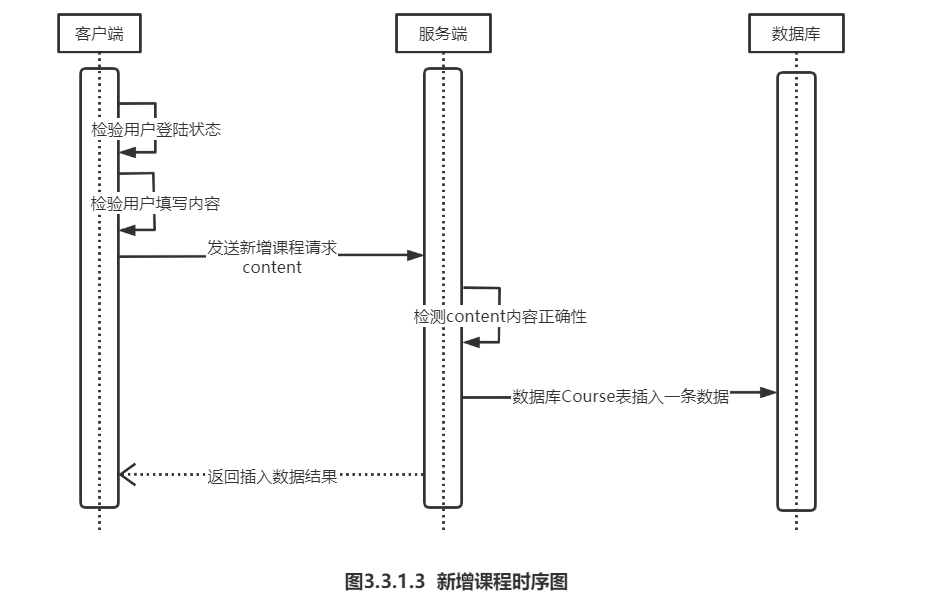 客户端
服务端
数据库
检验用户登陆状态
检验用户填写内容
发送新增课程请求
content
检测content内容正确性
数据库Course表插入一条数据
返回插入数据结果
图3.3.1.3 新增课程时序图